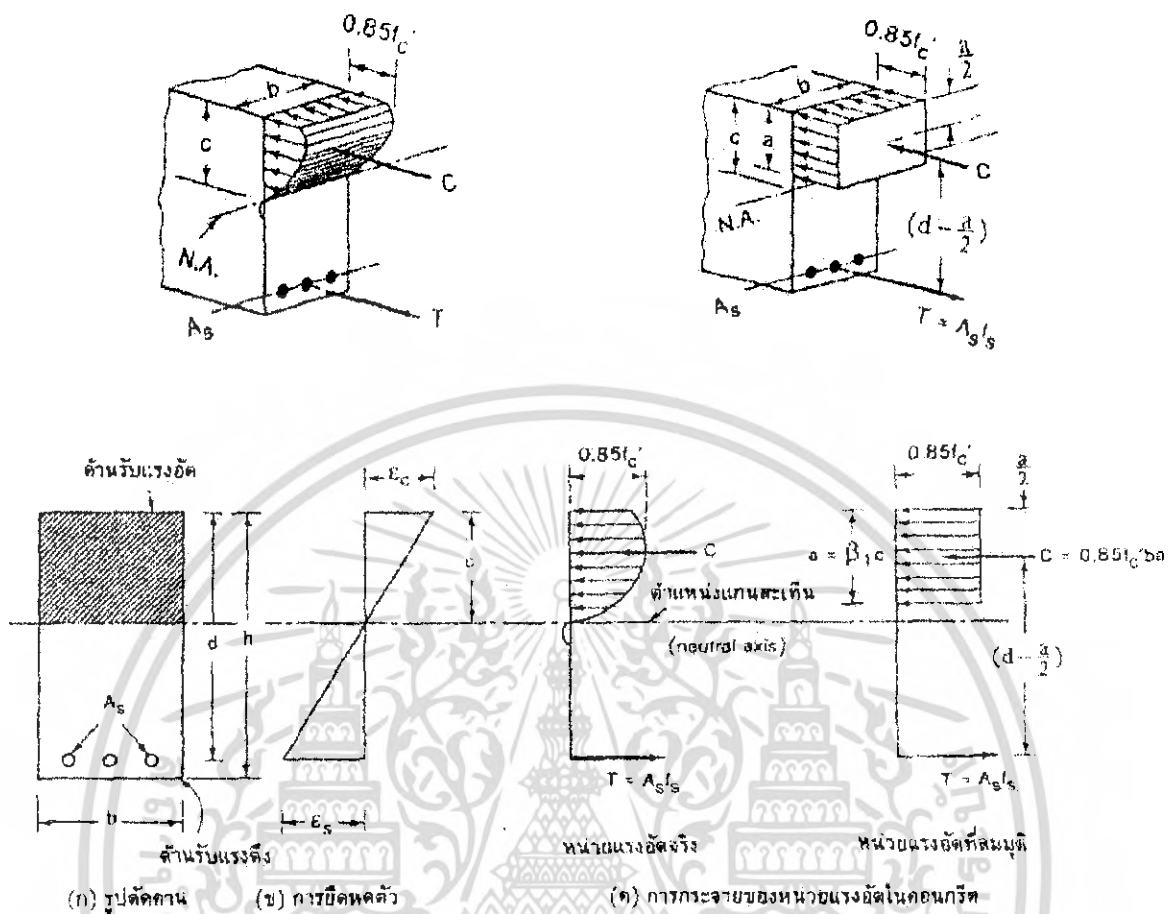 0.85f'c
b
c
C
N.A.
As
T
0.85f'c
a/2
b
c
a
C
N.A.
(d - a/2)
As
T = Asfs
ด้านรับแรงอัด
εc
0.85f'c
0.85f'c
a/2
c
C
a = β1c
C = 0.85f'cba
ตำแหน่งแกนสะเทิน
(neutral axis)
d
h
(d - a/2)
As
T = Asfs
T = Asfs
b
εs
ด้านรับแรงดึง
หน่วยแรงอัดจริง
หน่วยแรงอัดที่สมมุติ
(ก) รูปตัดคาน
(ข) การยืดหดตัว
(ค) การกระจายของหน่วยแรงอัดในคอนกรีต